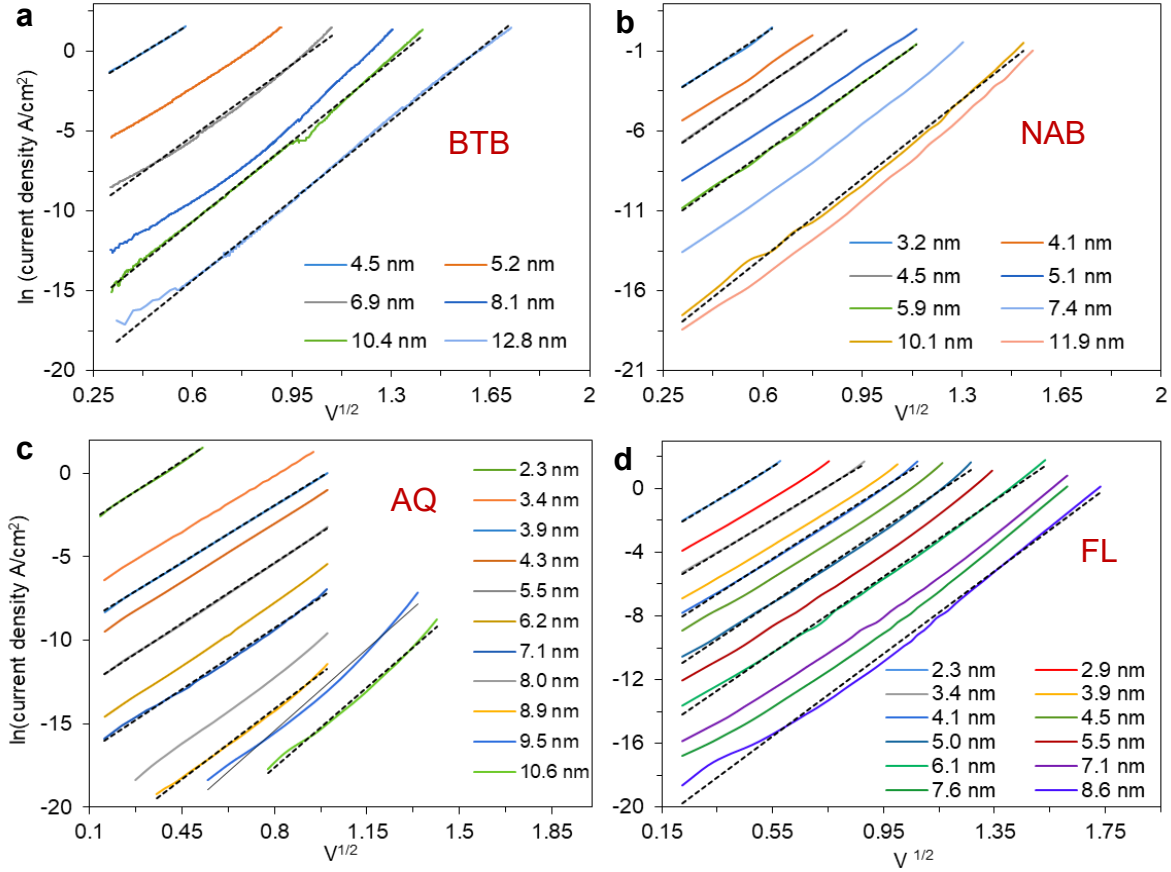 a
ln (current density A/cm²)
0
-5
-10
-15
-20
BTB
4.5 nm 5.2 nm
6.9 nm 8.1 nm
10.4 nm 12.8 nm
0.25 0.6 0.95 1.3 1.65 2
V^1/2
b
-1
-6
-11
-16
-21
NAB
3.2 nm 4.1 nm
4.5 nm 5.1 nm
5.9 nm 7.4 nm
10.1 nm 11.9 nm
0.25 0.6 0.95 1.3 1.65 2
V^1/2
c
ln(current density A/cm²)
0
-5
-10
-15
-20
AQ
2.3 nm
3.4 nm
3.9 nm
4.3 nm
5.5 nm
6.2 nm
7.1 nm
8.0 nm
8.9 nm
9.5 nm
10.6 nm
0.1 0.45 0.8 1.15 1.5 1.85
V^1/2
d
0
-4
-8
-12
-16
-20
FL
2.3 nm 2.9 nm
3.4 nm 3.9 nm
4.1 nm 4.5 nm
5.0 nm 5.5 nm
6.1 nm 7.1 nm
7.6 nm 8.6 nm
0.15 0.55 0.95 1.35 1.75
V ^1/2